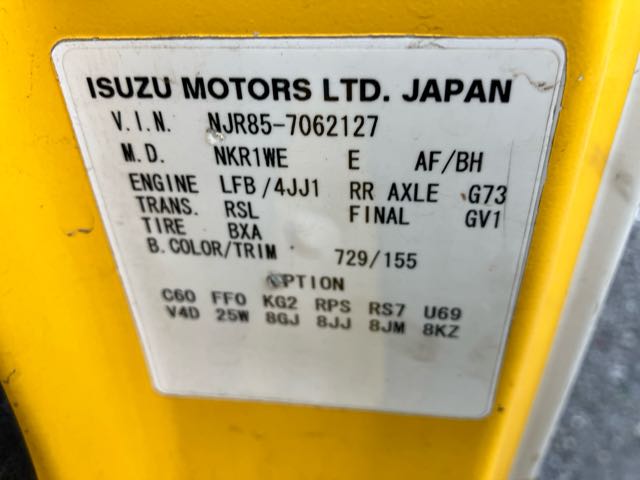 ISUZU MOTORS LTD. JAPAN
V.I.N. NJR85-7062127
M.D. NKR1WE E AF/BH
ENGINE LFB/4JJ1 RR AXLE G73
TRANS. RSL FINAL GV1
TIRE BXA
B.COLOR/TRIM 729/155
OPTION
C60 FF0 KG2 RPS RS7 U69
V4D 25W 8GJ 8JJ 8JM 8KZ